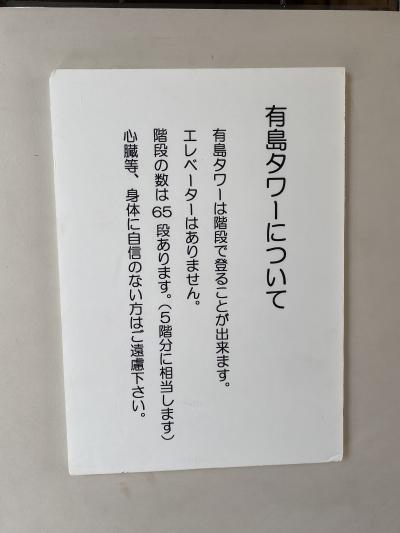 有島タワーについて
有島タワーは階段で登ることが出来ます。
エレベーターはありません。
階段の数は 65 段あります。（5階分に相当します）
心臓等、身体に自信のない方はご遠慮下さい。